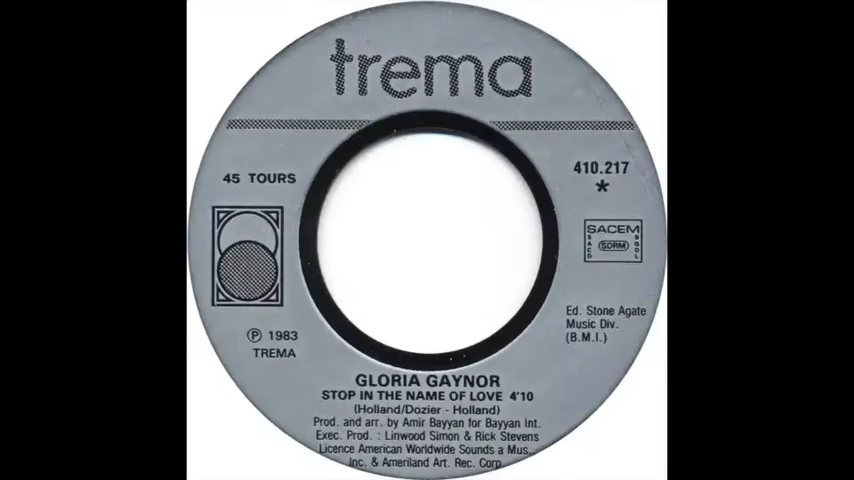 trema
45 TOURS
410.217
*
SACEM
SACD
SDRM
SGDL
Ed. Stone Agate
Music Div.
(B.M.I.)
℗ 1983
TREMA
GLORIA GAYNOR
STOP IN THE NAME OF LOVE 4'10
(Holland/Dozier - Holland)
Prod. and arr. by Amir Bayyan for Bayyan Int.
Exec. Prod. : Linwood Simon & Rick Stevens
Licence American Worldwide Sounds a Mus.
Inc. & Ameriland Art. Rec. Corp.